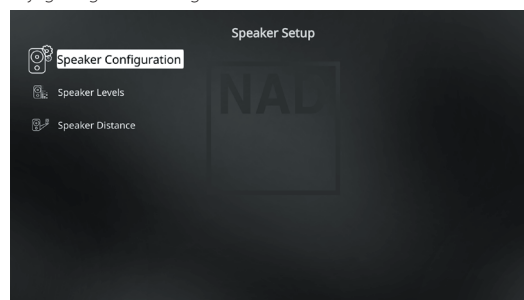 Speaker Setup
Speaker Configuration
Speaker Levels
Speaker Distance
NAD